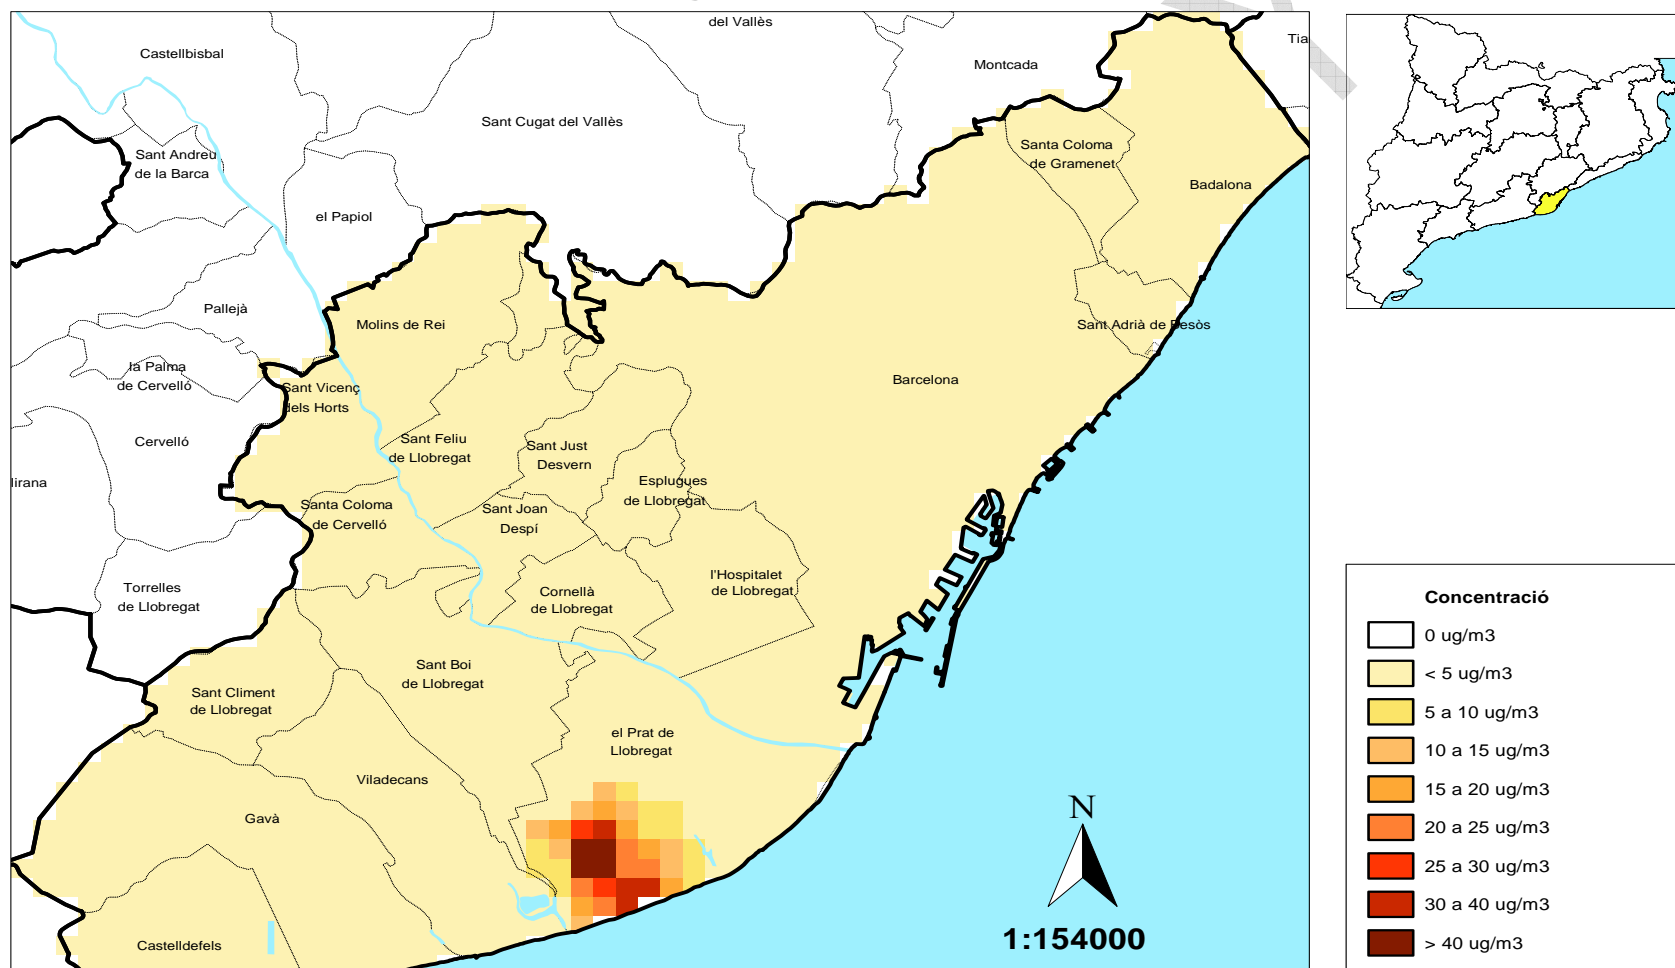 del Vallès
Castellbisbal
Montcada
Tia
Sant Cugat del Vallès
Sant Andreu
de la Barca
Santa Coloma
de Gramenet
Badalona
el Papiol
Pallejà
Molins de Rei
Sant Adrià de Besòs
la Palma
de Cervelló
Sant Vicenç
dels Horts
Barcelona
Cervelló
Sant Feliu
de Llobregat
Sant Just
Desvern
lirana
Esplugues
de Llobregat
Santa Coloma
de Cervelló
Sant Joan
Despí
Torrelles
de Llobregat
Cornellà
de Llobregat
l'Hospitalet
de Llobregat
Sant Boi
de Llobregat
Sant Climent
de Llobregat
el Prat de
Llobregat
Viladecans
Gavà
Castelldefels
N
1:154000
Concentració
0 ug/m3
< 5 ug/m3
5 a 10 ug/m3
10 a 15 ug/m3
15 a 20 ug/m3
20 a 25 ug/m3
25 a 30 ug/m3
30 a 40 ug/m3
> 40 ug/m3